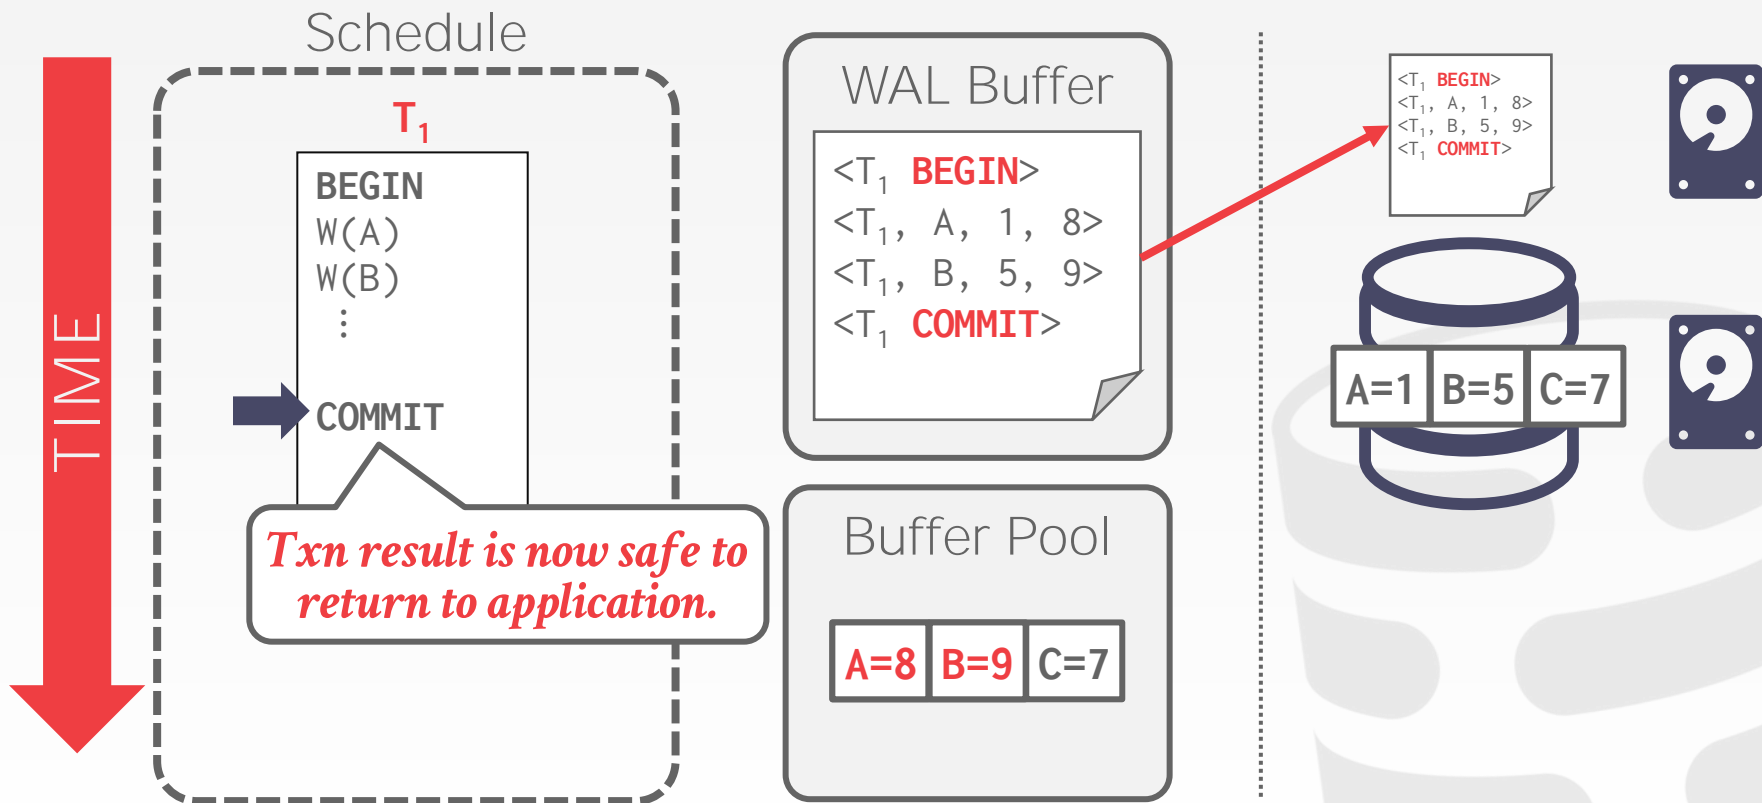 Schedule
TIME
T₁
BEGIN
W(A)
W(B)
⋮
COMMIT
Txn result is now safe to
return to application.
WAL Buffer
<T₁ BEGIN>
<T₁, A, 1, 8>
<T₁, B, 5, 9>
<T₁ COMMIT>
Buffer Pool
A=8 B=9 C=7
<T₁ BEGIN>
<T₁, A, 1, 8>
<T₁, B, 5, 9>
<T₁ COMMIT>
A=1 B=5 C=7